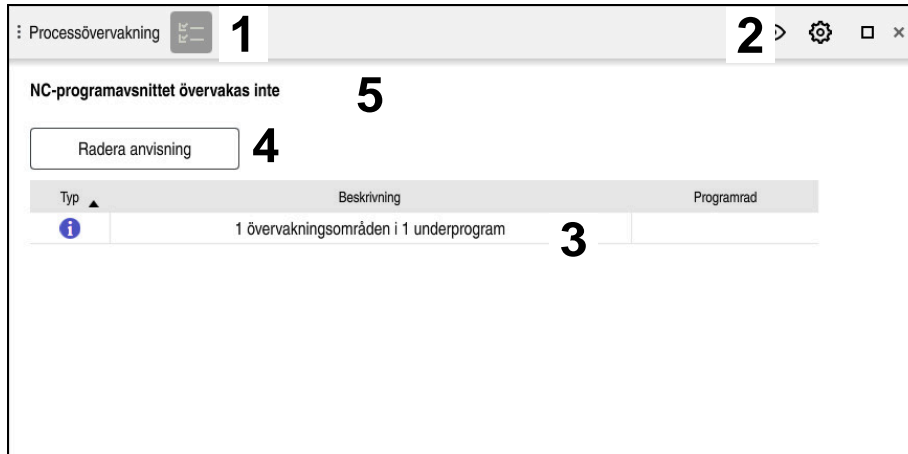 Processövervakning 1 2
NC-programavsnittet övervakas inte 5
Radera anvisning 4
Typ Beskrivning Programrad
1 övervakningsområden i 1 underprogram 3